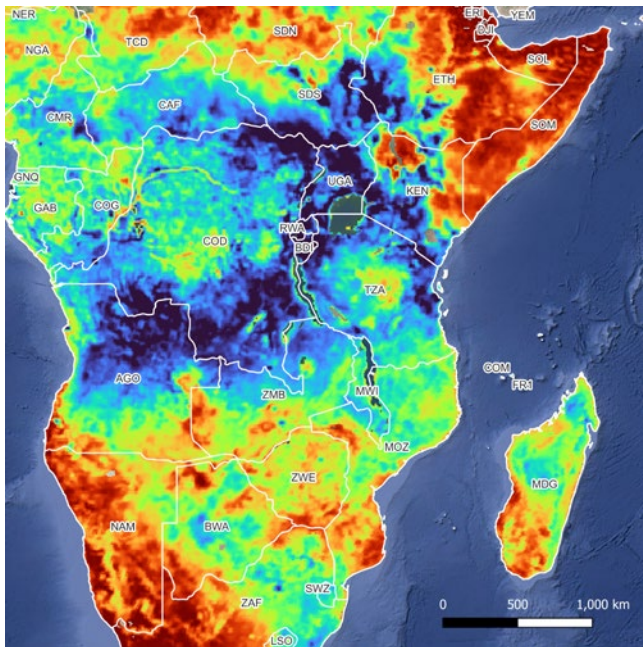 NER
NGA
TCD
SDN
ERI
DJI
YEM
ETH
SOL
SOM
CMR
CAF
SDS
GNQ
GAB
COG
COD
UGA
KEN
RWA
BDI
TZA
AGO
ZMB
MWI
COM
FR1
MOZ
ZWE
MDG
NAM
BWA
ZAF
SWZ
LSO
0 500 1,000 km